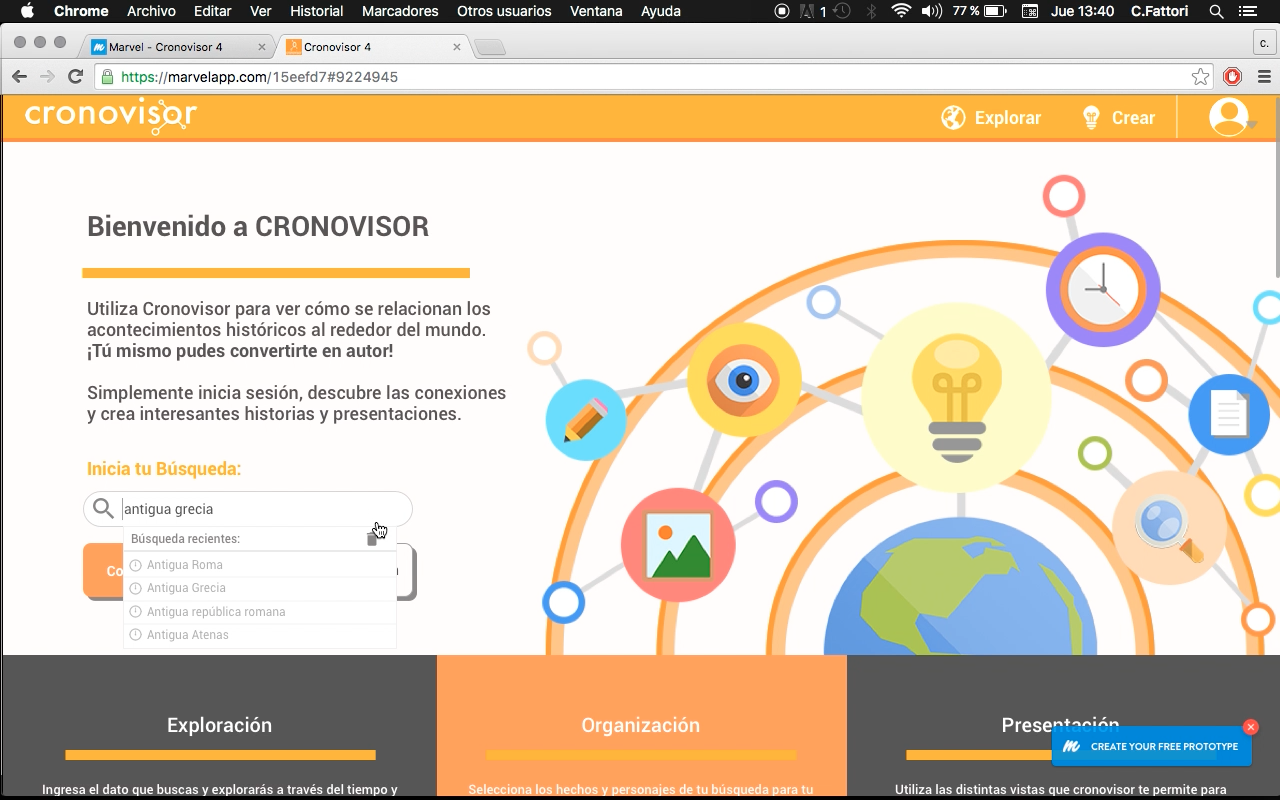 Chrome Archivo Editar Ver Historial Marcadores Otros usuarios Ventana Ayuda 1 77 % Jue 13:40 C.Fattori
Marvel - Cronovisor 4 Cronovisor 4 c.
https://marvelapp.com/15eefd7#9224945
cronovisor Explorar Crear
Bienvenido a CRONOVISOR
Utiliza Cronovisor para ver cómo se relacionan los
acontecimientos históricos al rededor del mundo.
¡Tú mismo pudes convertirte en autor!
Simplemente inicia sesión, descubre las conexiones
y crea interesantes historias y presentaciones.
Inicia tu Búsqueda:
antigua grecia
Búsqueda recientes:
Antigua Roma
Antigua Grecia
Antigua república romana
Antigua Atenas
Exploración Organización Presentación
CREATE YOUR FREE PROTOTYPE
Ingresa el dato que buscas y explorarás a través del tiempo y Selecciona los hechos y personajes de tu búsqueda para tu Utiliza las distintas vistas que cronovisor te permite para